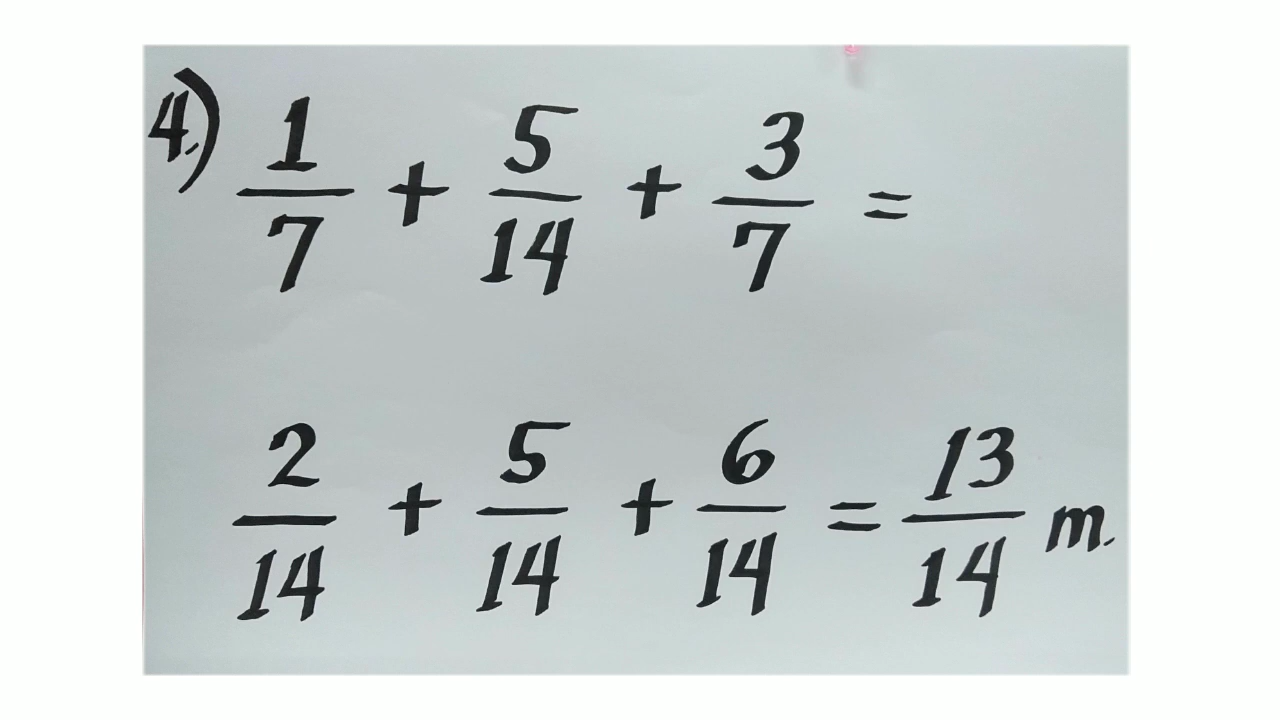 4.) 1/7 + 5/14 + 3/7 =
2/14 + 5/14 + 6/14 = 13/14 m.